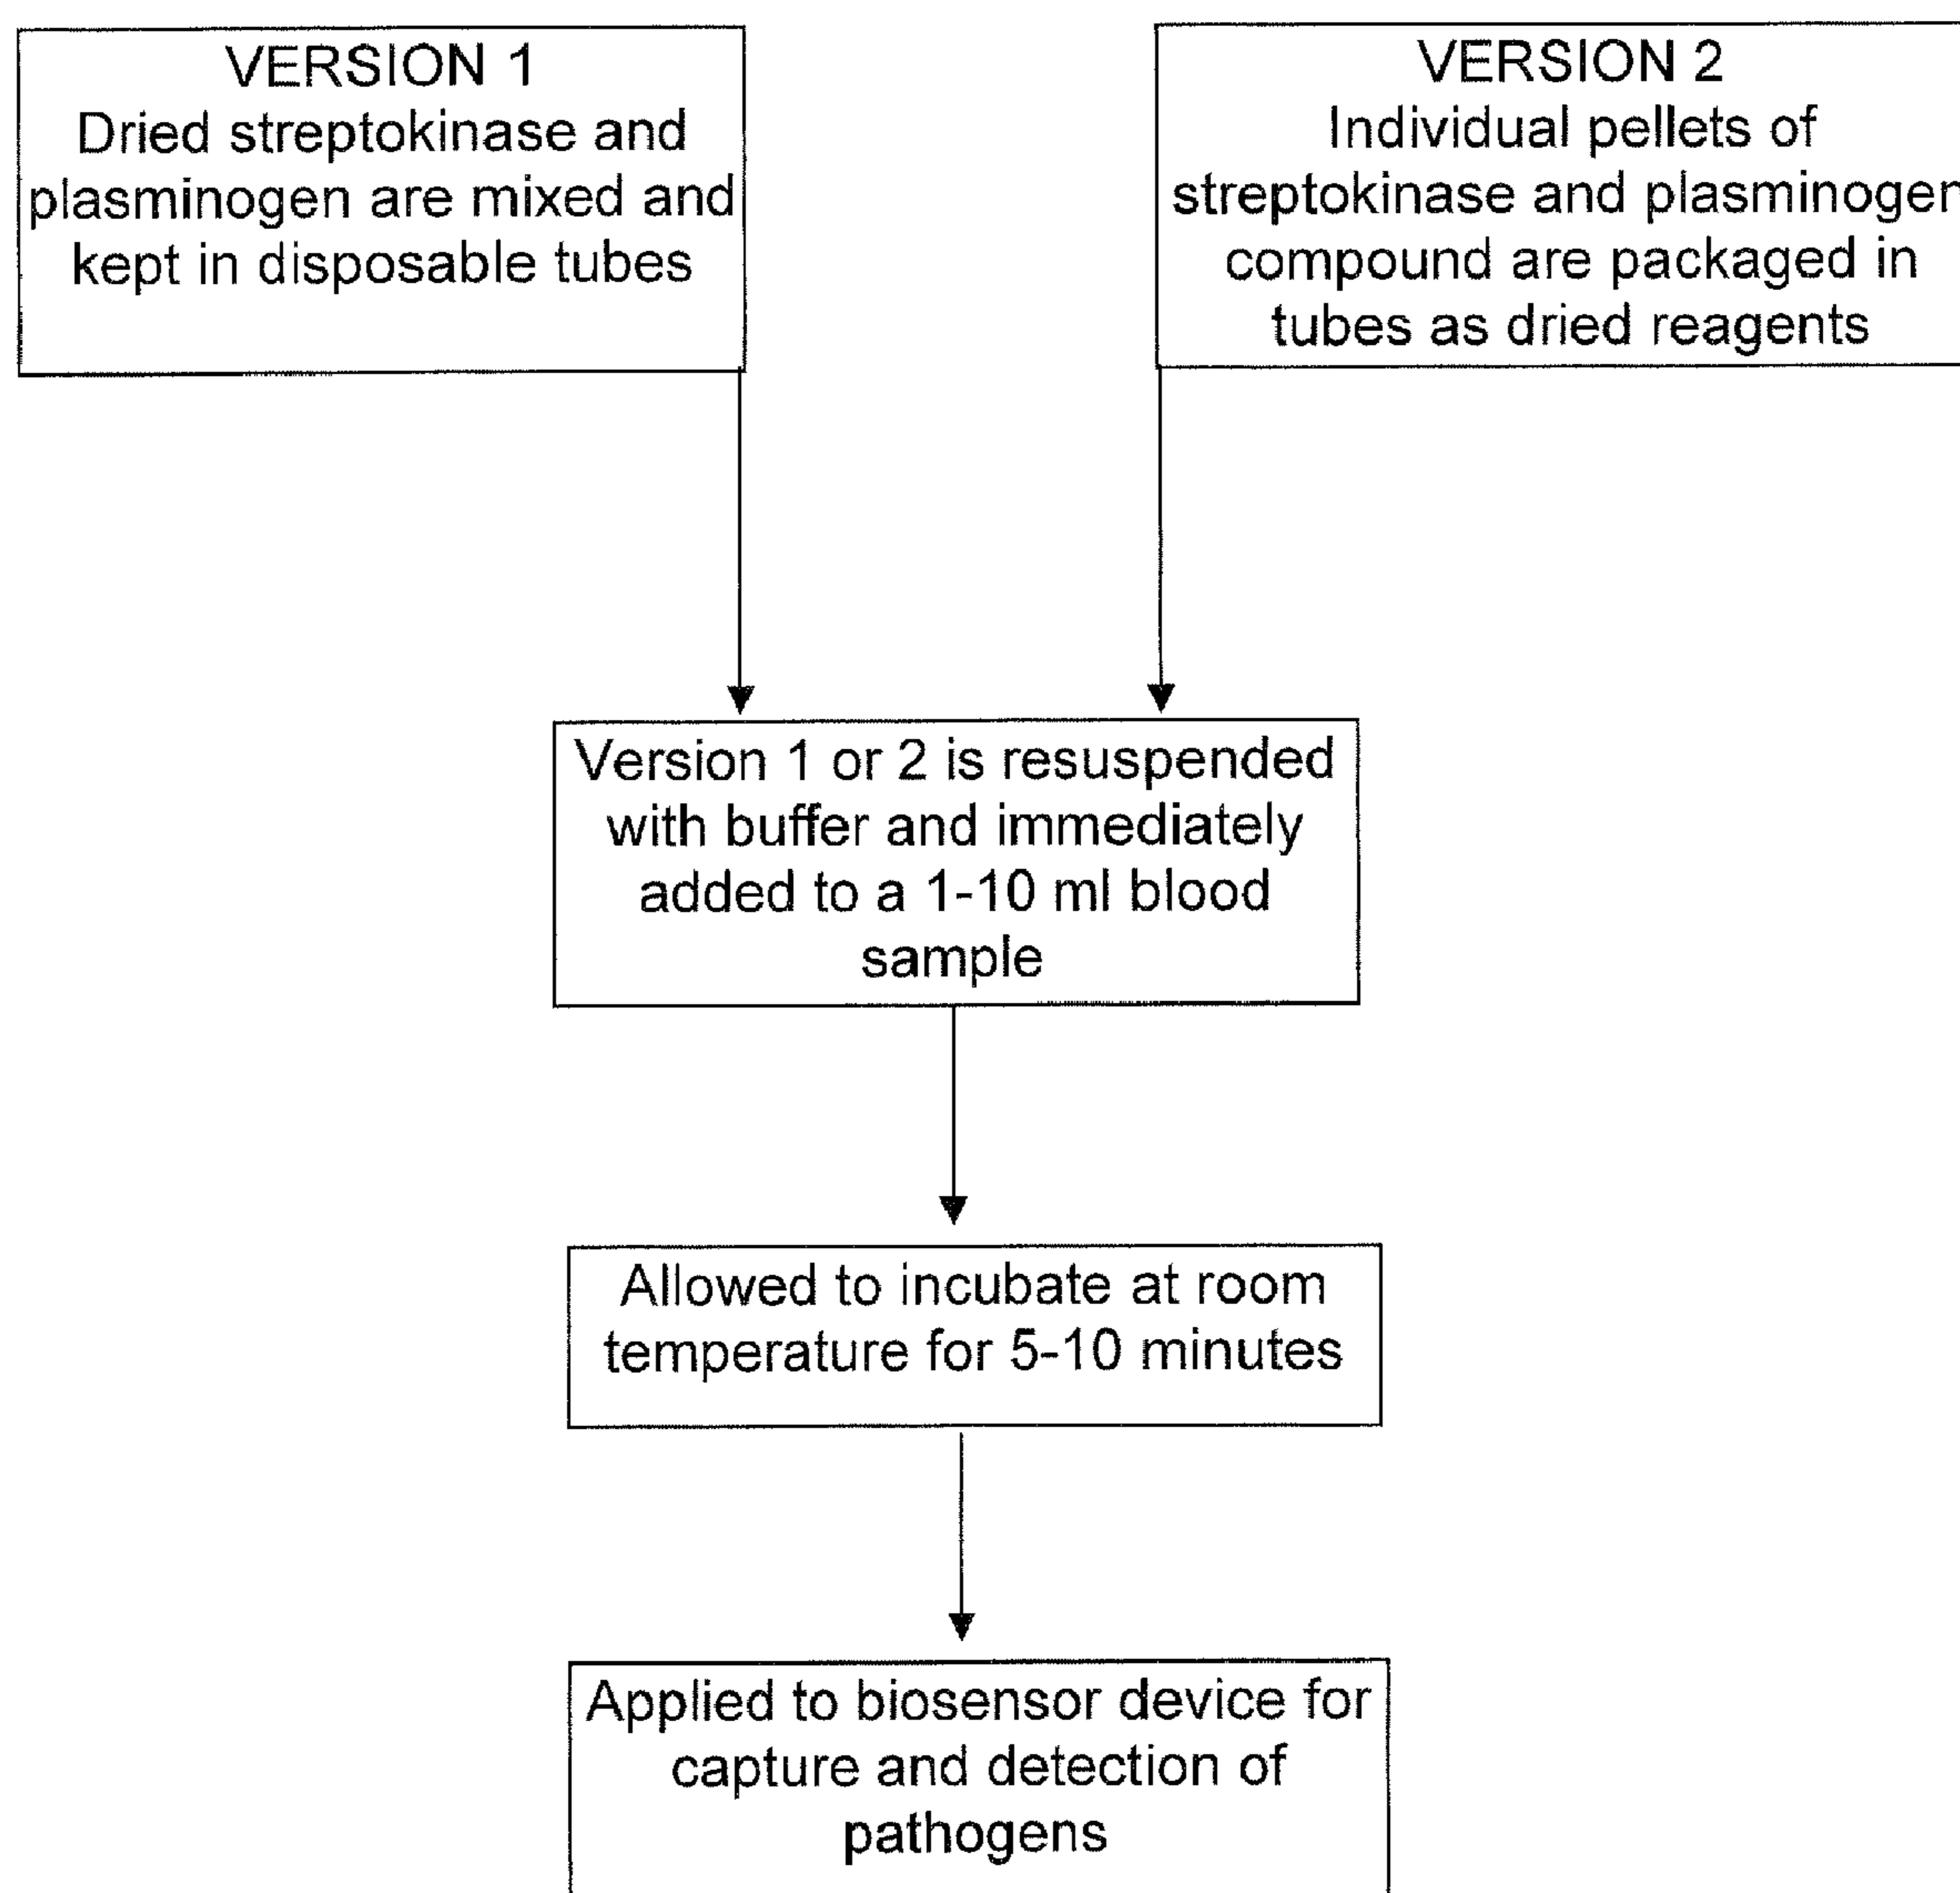 VERSION 1
Dried streptokinase and
plasminogen are mixed and
kept in disposable tubes
VERSION 2
Individual pellets of
streptokinase and plasminogen
compound are packaged in
tubes as dried reagents
Version 1 or 2 is resuspended
with buffer and immediately
added to a 1-10 ml blood
sample
Allowed to incubate at room
temperature for 5-10 minutes
Applied to biosensor device for
capture and detection of
pathogens